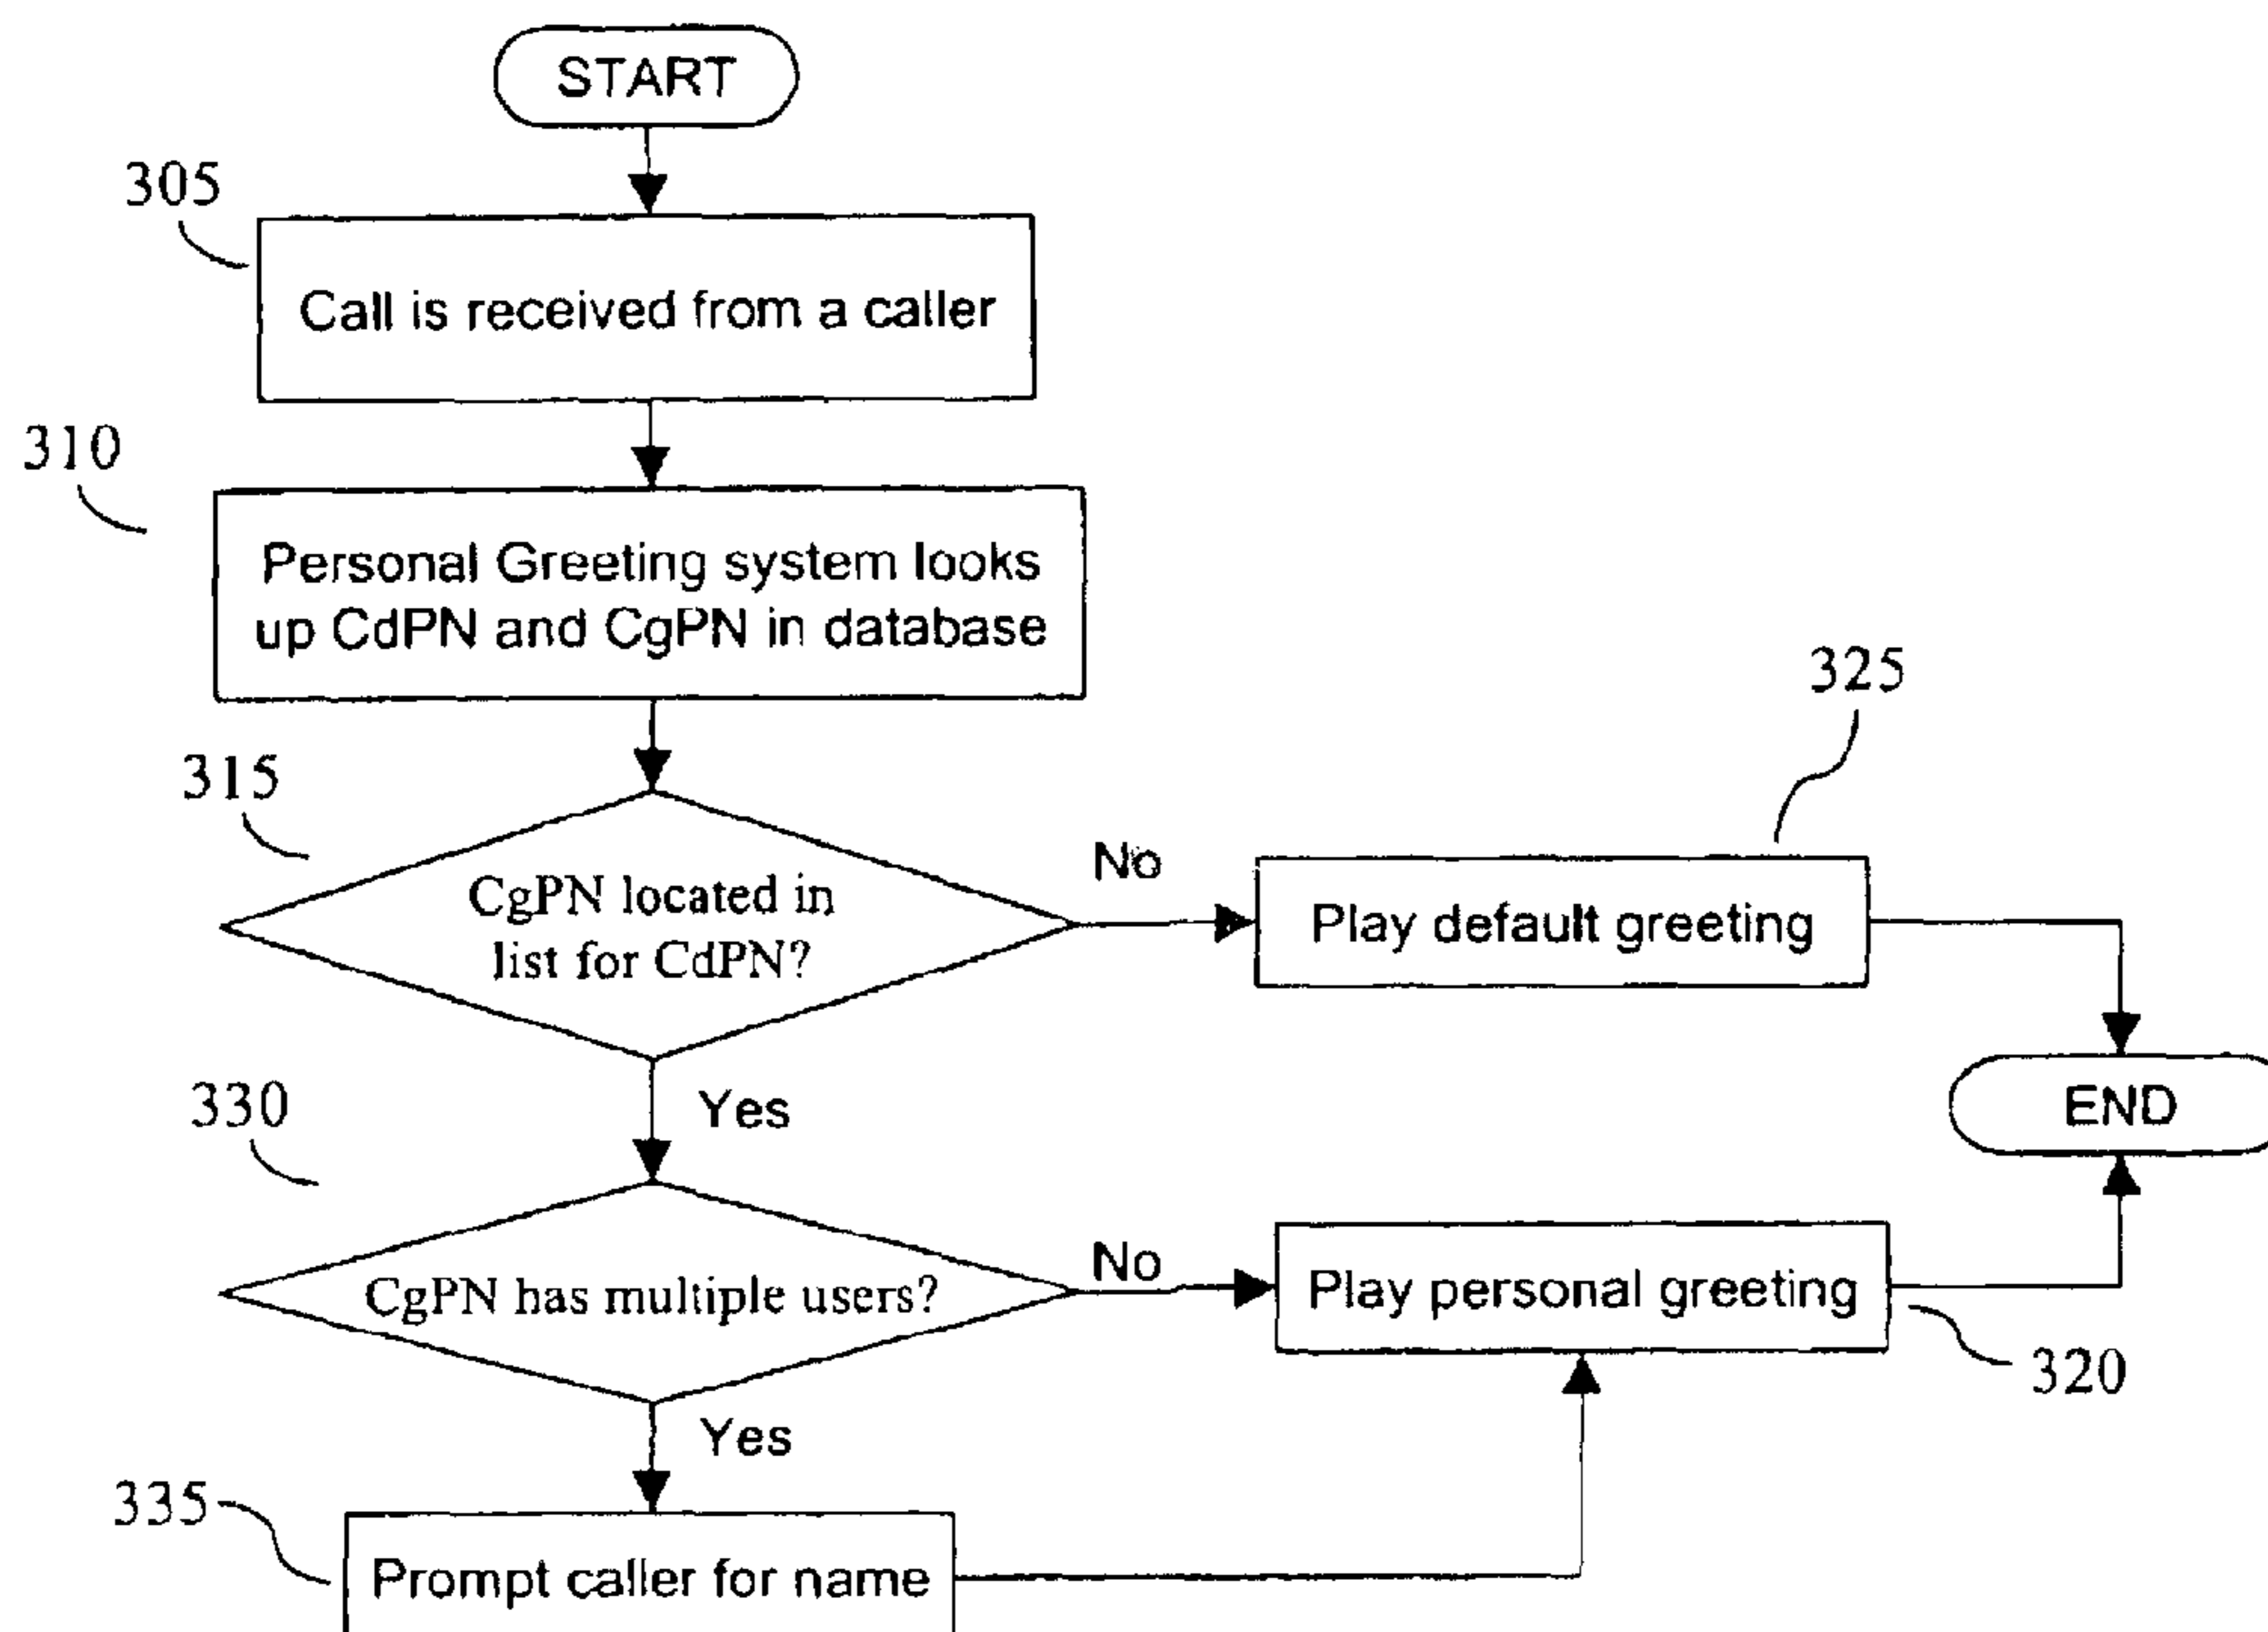 START
305
Call is received from a caller
310
Personal Greeting system looks
up CdPN and CgPN in database
325
315
No
CgPN located in
list for CdPN?
Play default greeting
330
Yes
END
No
CgPN has multiple users?
Play personal greeting
320
Yes
335
Prompt caller for name